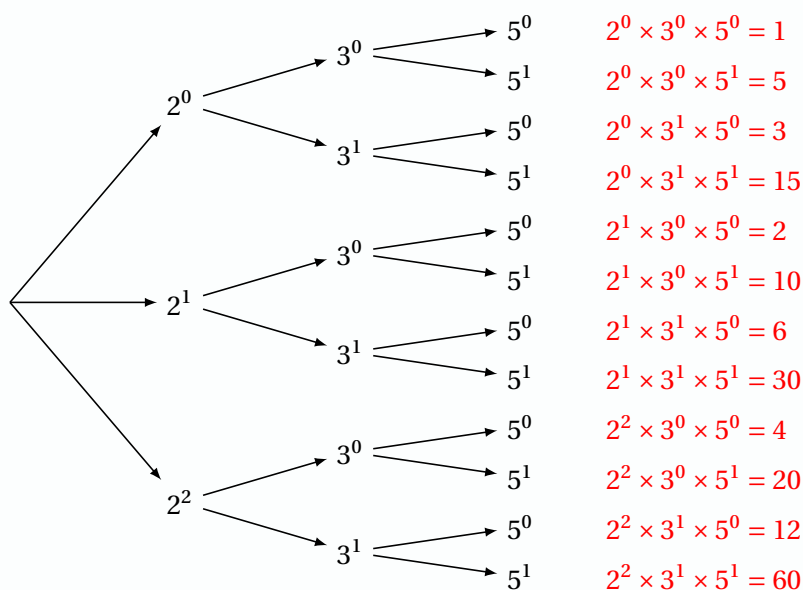 5⁰ 2⁰ × 3⁰ × 5⁰ = 1
3⁰
5¹ 2⁰ × 3⁰ × 5¹ = 5
2⁰
5⁰ 2⁰ × 3¹ × 5⁰ = 3
3¹
5¹ 2⁰ × 3¹ × 5¹ = 15
5⁰ 2¹ × 3⁰ × 5⁰ = 2
3⁰
5¹ 2¹ × 3⁰ × 5¹ = 10
2¹
5⁰ 2¹ × 3¹ × 5⁰ = 6
3¹
5¹ 2¹ × 3¹ × 5¹ = 30
5⁰ 2² × 3⁰ × 5⁰ = 4
3⁰
5¹ 2² × 3⁰ × 5¹ = 20
2²
5⁰ 2² × 3¹ × 5⁰ = 12
3¹
5¹ 2² × 3¹ × 5¹ = 60